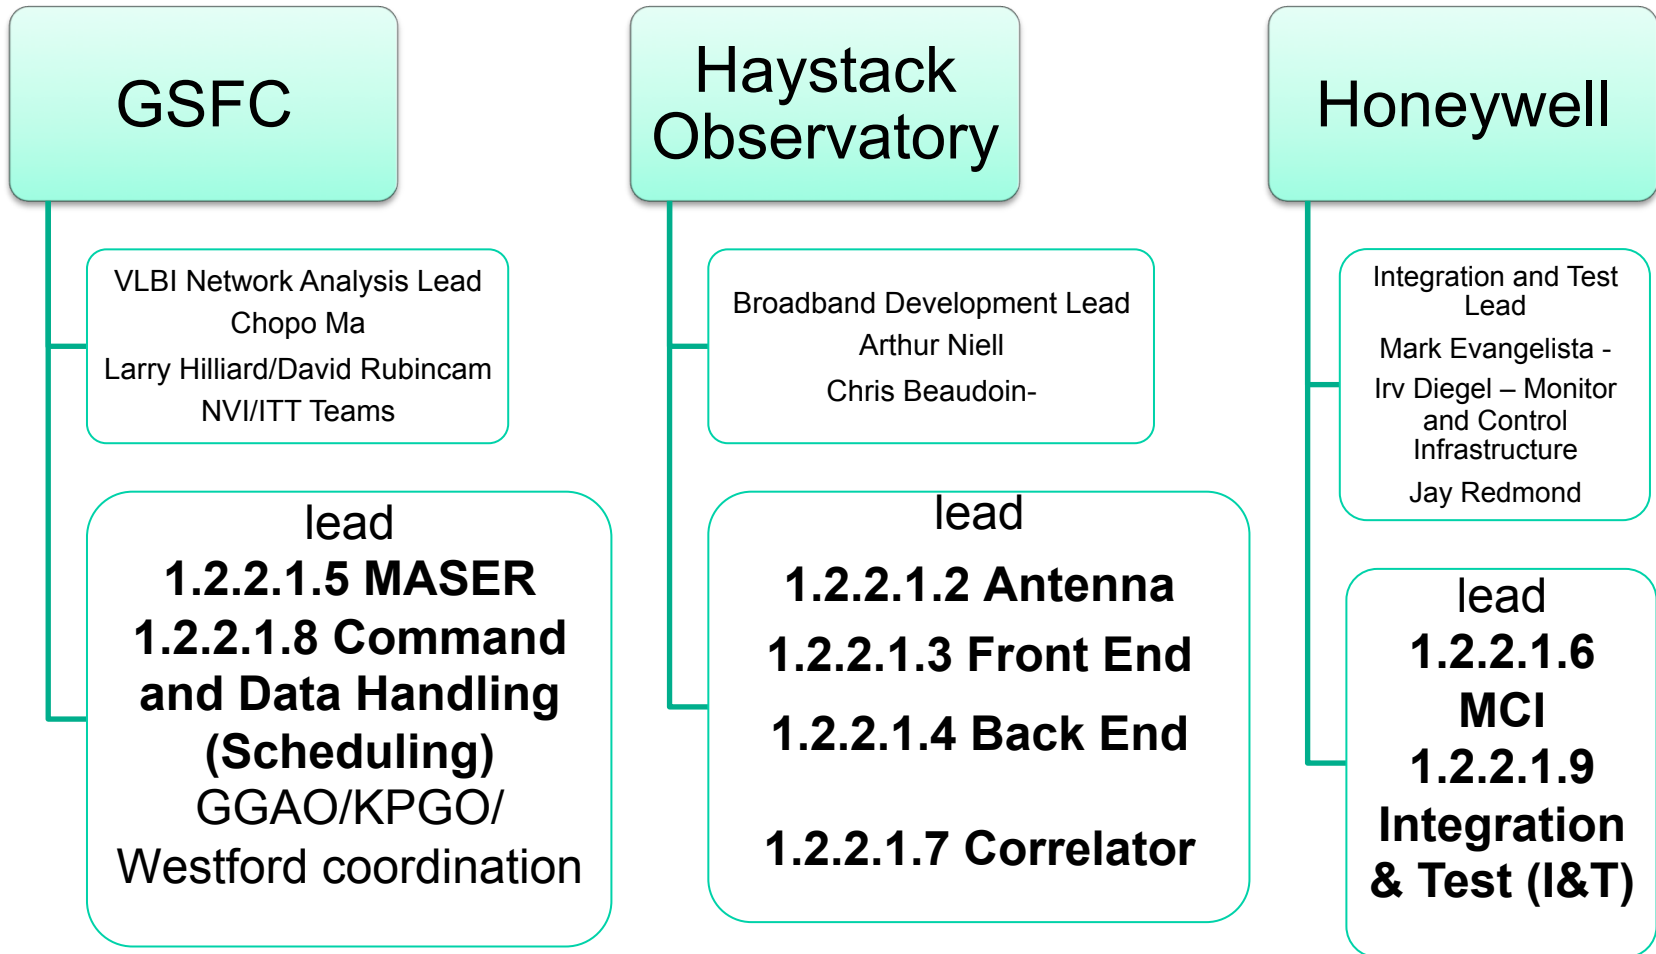 GSFC
VLBI Network Analysis Lead
Chopo Ma
Larry Hilliard/David Rubincam
NVI/ITT Teams
lead
1.2.2.1.5 MASER
1.2.2.1.8 Command
and Data Handling
(Scheduling)
GGAO/KPGO/
Westford coordination
Haystack
Observatory
Broadband Development Lead
Arthur Niell
Chris Beaudoin-
lead
1.2.2.1.2 Antenna
1.2.2.1.3 Front End
1.2.2.1.4 Back End
1.2.2.1.7 Correlator
Honeywell
Integration and Test
Lead
Mark Evangelista -
Irv Diegel – Monitor
and Control
Infrastructure
Jay Redmond
lead
1.2.2.1.6
MCI
1.2.2.1.9
Integration
& Test (I&T)